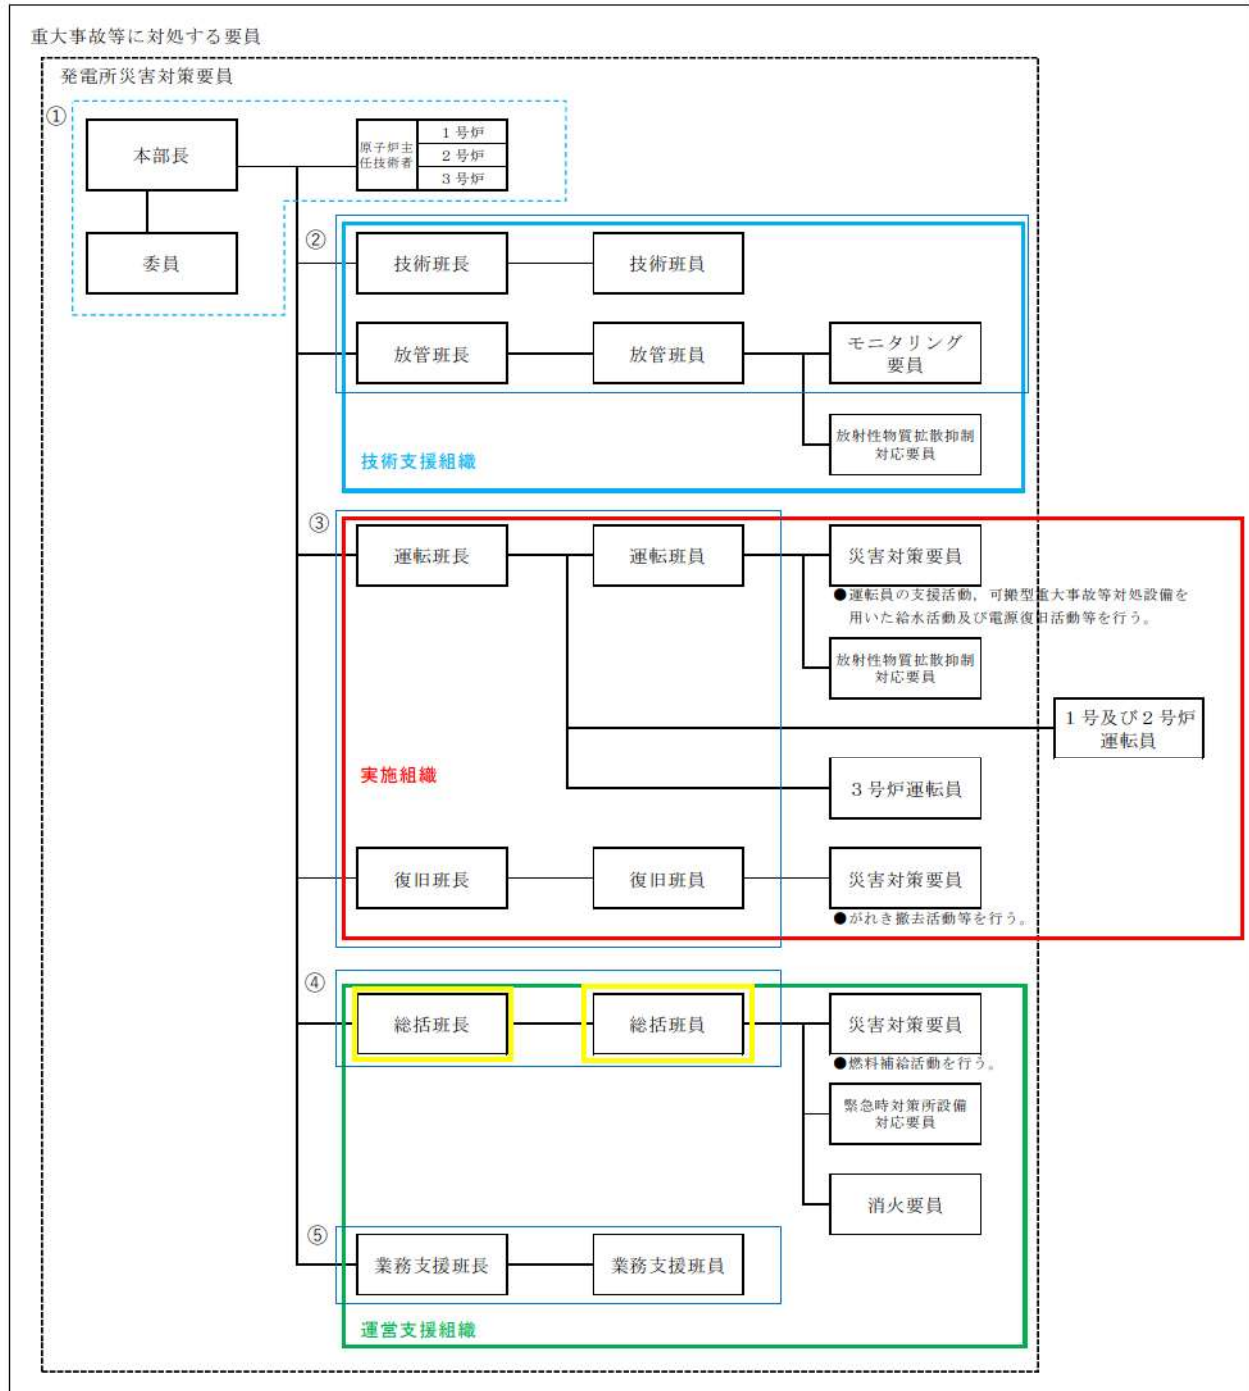 重大事故等に対処する要員
発電所災害対策要員
①
本部長
原子炉主
任技術者
1号炉
2号炉
3号炉
委員
②
技術班長
技術班員
放管班長
放管班員
モニタリング
要員
放射性物質拡散抑制
対応要員
技術支援組織
③
運転班長
運転班員
災害対策要員
●運転員の支援活動，可搬型重大事故等対処設備を
用いた給水活動及び電源復旧活動等を行う。
放射性物質拡散抑制
対応要員
1号及び2号炉
運転員
実施組織
3号炉運転員
復旧班長
復旧班員
災害対策要員
●がれき撤去活動等を行う。
④
総括班長
総括班員
災害対策要員
●燃料補給活動を行う。
緊急時対策所設備
対応要員
消火要員
⑤
業務支援班長
業務支援班員
運営支援組織